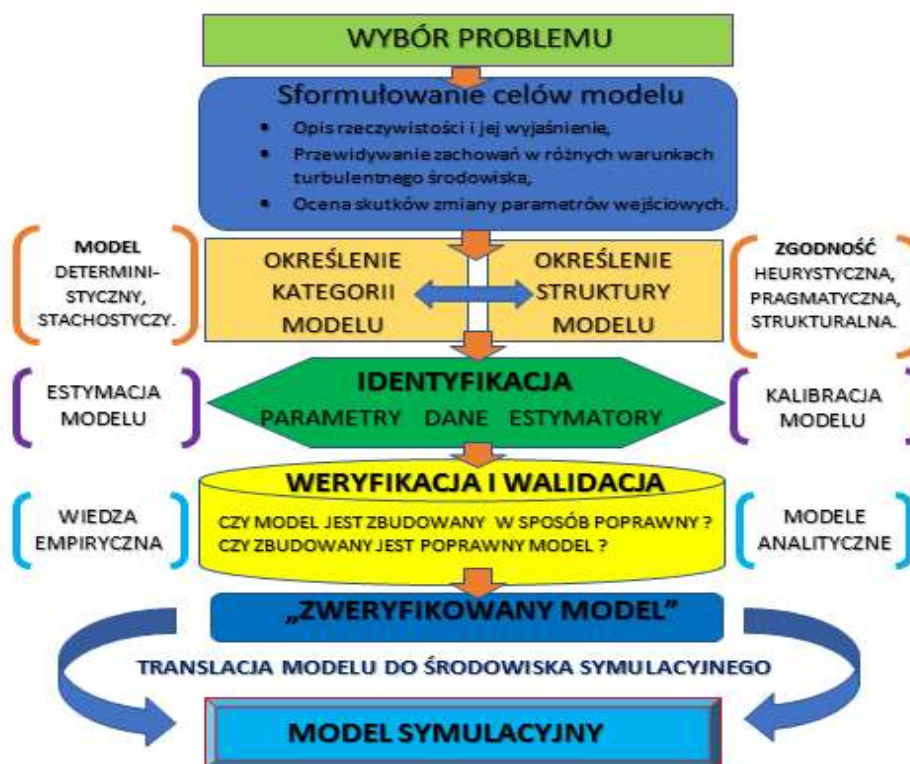 WYBÓR PROBLEMU
Sformułowanie celów modelu
• Opis rzeczywistości i jej wyjaśnienie,
• Przewidywanie zachowań w różnych warunkach
turbulentnego środowiska,
• Ocena skutków zmiany parametrów wejściowych.
MODEL
DETERMINI-
STYCZNY,
STACHOSTYCZY.
OKREŚLENIE
KATEGORII
MODELU
OKREŚLENIE
STRUKTURY
MODELU
ZGODNOŚĆ
HEURYSTYCZNA,
PRAGMATYCZNA,
STRUKTURALNA.
ESTYMACJA
MODELU
IDENTYFIKACJA
PARAMETRY DANE ESTYMATORY
KALIBRACJA
MODELU
WIEDZA
EMPIRYCZNA
WERYFIKACJA I WALIDACJA
CZY MODEL JEST ZBUDOWANY W SPOSÓB POPRAWNY ?
CZY ZBUDOWANY JEST POPRAWNY MODEL ?
MODELE
ANALITYCZNE
„ZWERYFIKOWANY MODEL”
TRANSLACJA MODELU DO ŚRODOWISKA SYMULACYJNEGO
MODEL SYMULACYJNY